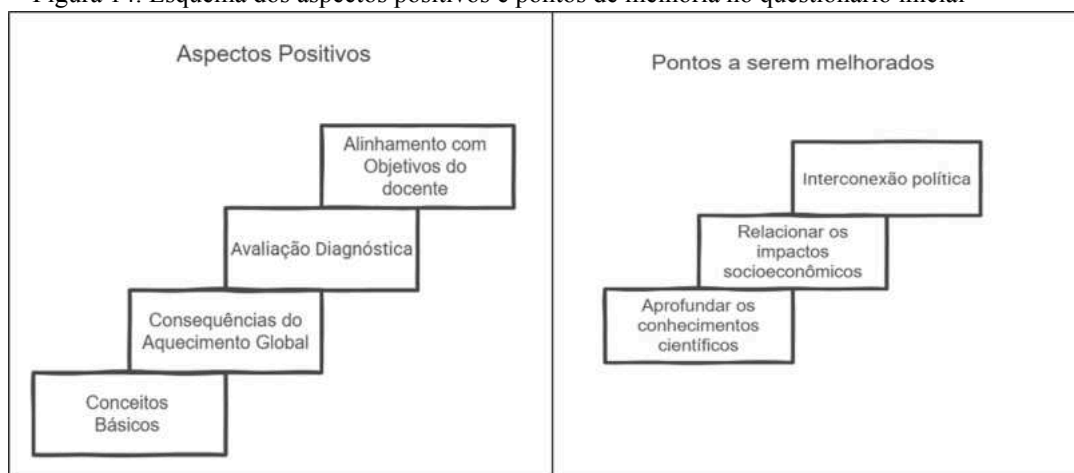 Figura 14: Esquema dos aspectos positivos e pontos de melhoria no questionário inicial
Aspectos Positivos
Alinhamento com
Objetivos do
docente
Avaliação Diagnóstica
Consequências do
Aquecimento Global
Conceitos
Básicos
Pontos a serem melhorados
Interconexão política
Relacionar os
impactos
socioeconômicos
Aprofundar os
conhecimentos
científicos